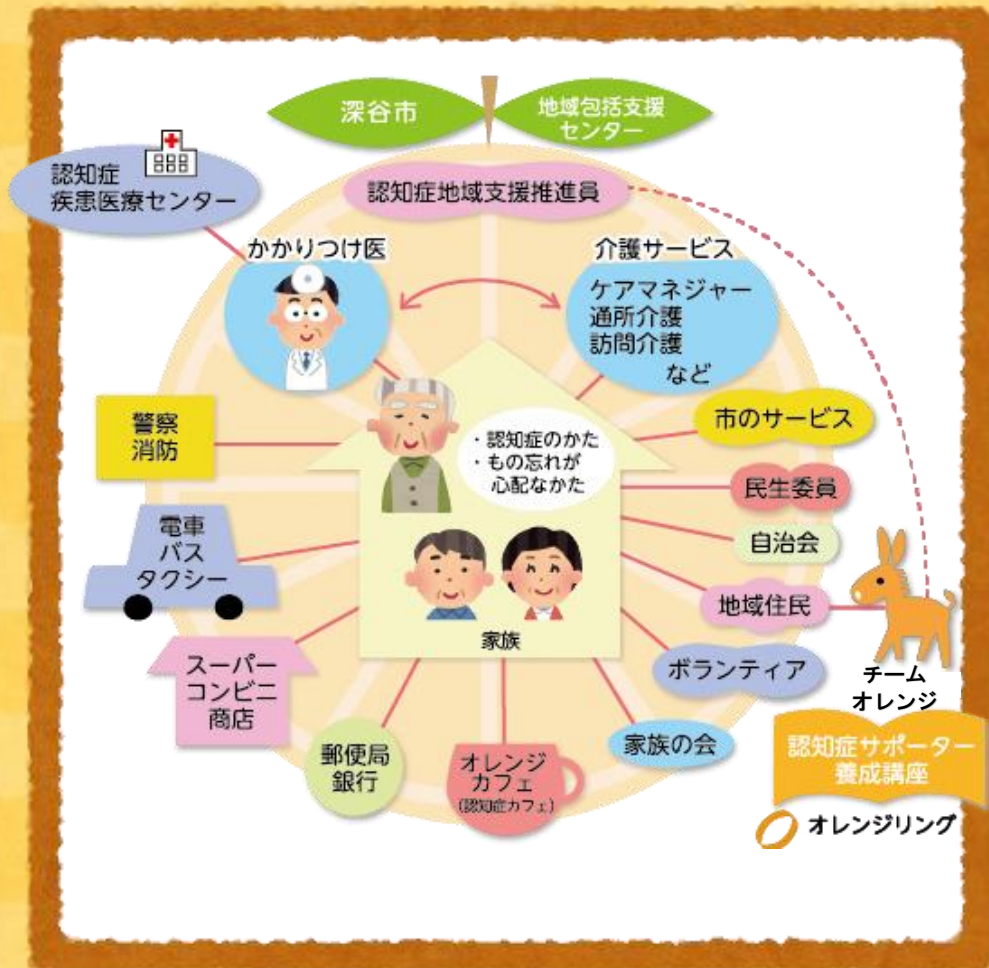 深谷市
地域包括支援
センター
認知症
疾患医療センター
認知症地域支援推進員
かかりつけ医
介護サービス
ケアマネジャー
通所介護
訪問介護
など
警察
消防
・認知症のかた
・もの忘れが
心配なかた
市のサービス
民生委員
自治会
電車
バス
タクシー
地域住民
家族
スーパー
コンビニ
商店
ボランティア
チーム
オレンジ
郵便局
銀行
オレンジ
カフェ
(認知症カフェ)
家族の会
認知症サポーター
養成講座
オレンジリング